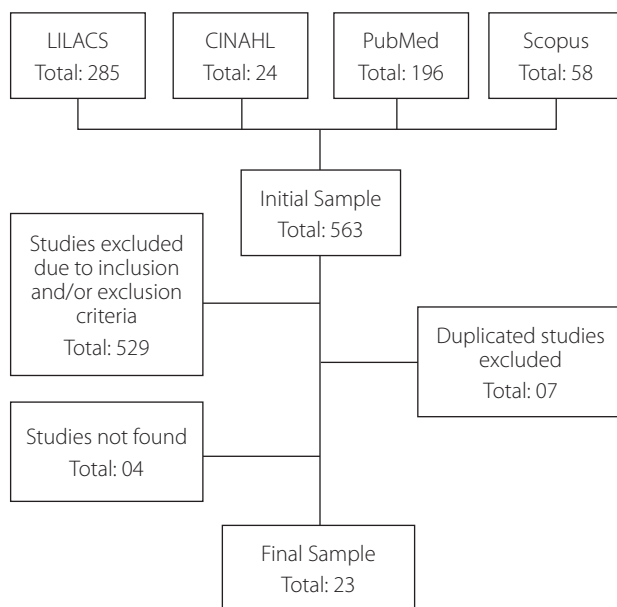 LILACS
Total: 285
CINAHL
Total: 24
PubMed
Total: 196
Scopus
Total: 58
Initial Sample
Total: 563
Studies excluded
due to inclusion
and/or exclusion
criteria
Total: 529
Duplicated studies
excluded
Total: 07
Studies not found
Total: 04
Final Sample
Total: 23